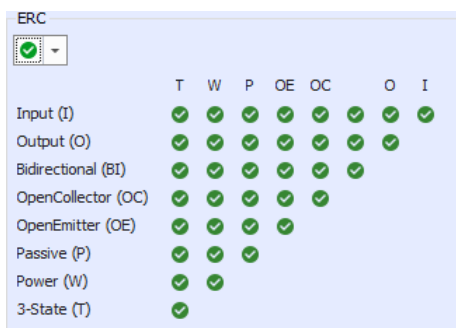 ERC
T W P OE OC O I
Input (I)
Output (O)
Bidirectional (BI)
OpenCollector (OC)
OpenEmitter (OE)
Passive (P)
Power (W)
3-State (T)